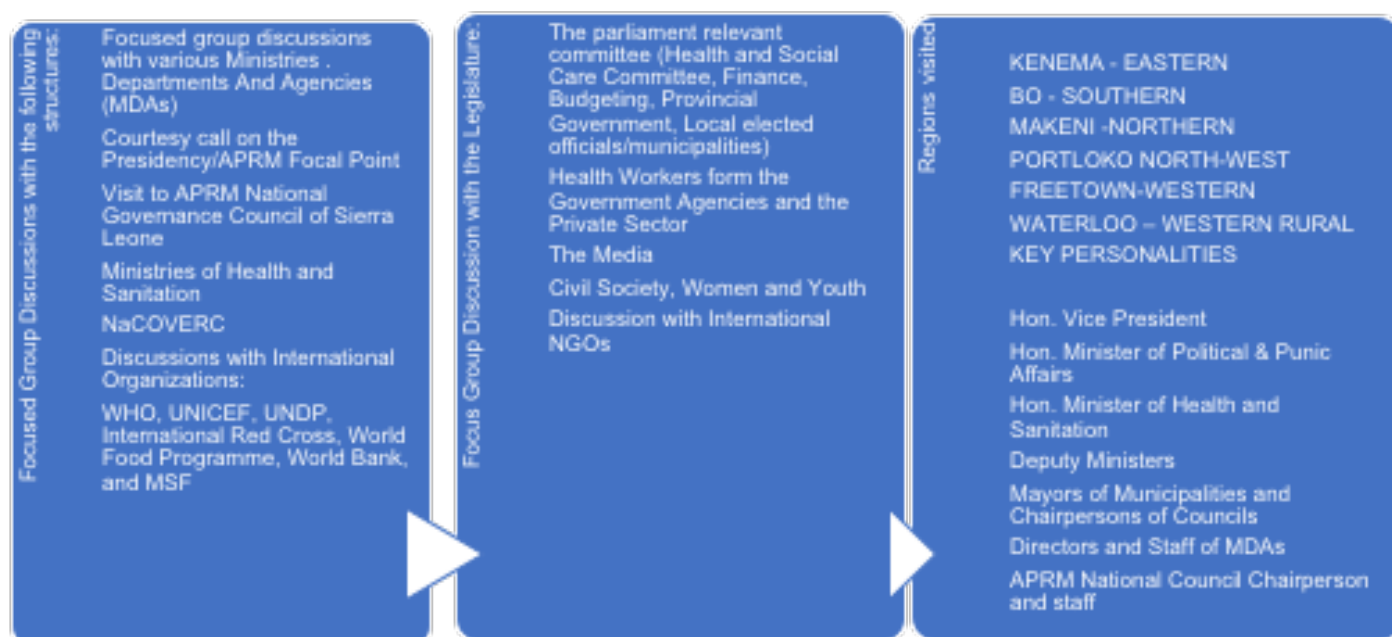 Focused Group Discussions with the following
structures:
Focused group discussions
with various Ministries .
Departments And Agencies
(MDAs)
Courtesy call on the
Presidency/APRM Focal Point
Visit to APRM National
Governance Council of Sierra
Leone
Ministries of Health and
Sanitation
NaCOVERC
Discussions with International
Organizations:
WHO, UNICEF, UNDP,
International Red Cross, World
Food Programme, World Bank,
and MSF
Focus Group Discussion with the Legislature:
The parliament relevant
committee (Health and Social
Care Committee, Finance,
Budgeting, Provincial
Government, Local elected
officials/municipalities)
Health Workers form the
Government Agencies and the
Private Sector
The Media
Civil Society, Women and Youth
Discussion with International
NGOs
Regions visited
KENEMA - EASTERN
BO - SOUTHERN
MAKENI -NORTHERN
PORTLOKO NORTH-WEST
FREETOWN-WESTERN
WATERLOO – WESTERN RURAL
KEY PERSONALITIES
Hon. Vice President
Hon. Minister of Political & Punic
Affairs
Hon. Minister of Health and
Sanitation
Deputy Ministers
Mayors of Municipalities and
Chairpersons of Councils
Directors and Staff of MDAs
APRM National Council Chairperson
and staff